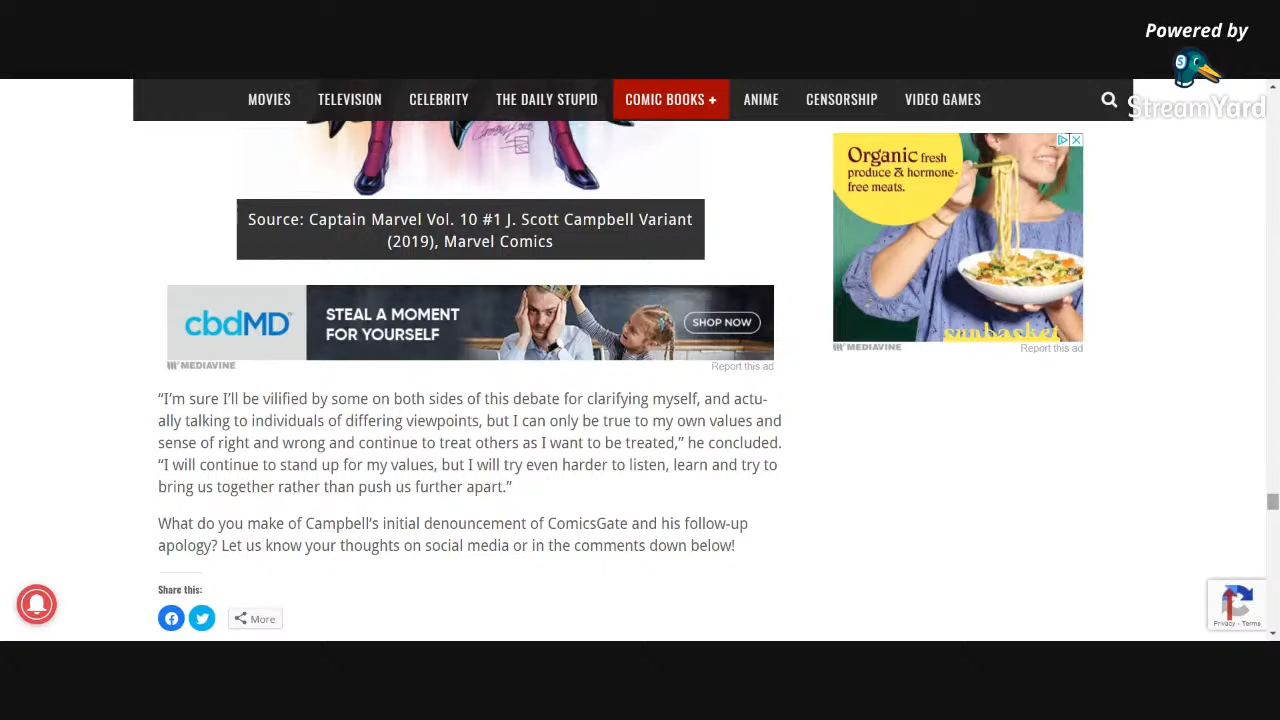 Powered by
StreamYard
MOVIES TELEVISION CELEBRITY THE DAILY STUPID COMIC BOOKS + ANIME CENSORSHIP VIDEO GAMES
Organic fresh
produce & hormone-
free meats.
sunbasket
MEDIAVINE Report this ad
Source: Captain Marvel Vol. 10 #1 J. Scott Campbell Variant
(2019), Marvel Comics
cbdMD
STEAL A MOMENT
FOR YOURSELF
SHOP NOW
MEDIAVINE Report this ad
“I’m sure I’ll be vilified by some on both sides of this debate for clarifying myself, and actu-
ally talking to individuals of differing viewpoints, but I can only be true to my own values and
sense of right and wrong and continue to treat others as I want to be treated,” he concluded.
“I will continue to stand up for my values, but I will try even harder to listen, learn and try to
bring us together rather than push us further apart.”
What do you make of Campbell’s initial denouncement of ComicsGate and his follow-up
apology? Let us know your thoughts on social media or in the comments down below!
Share this:
More
Privacy - Terms